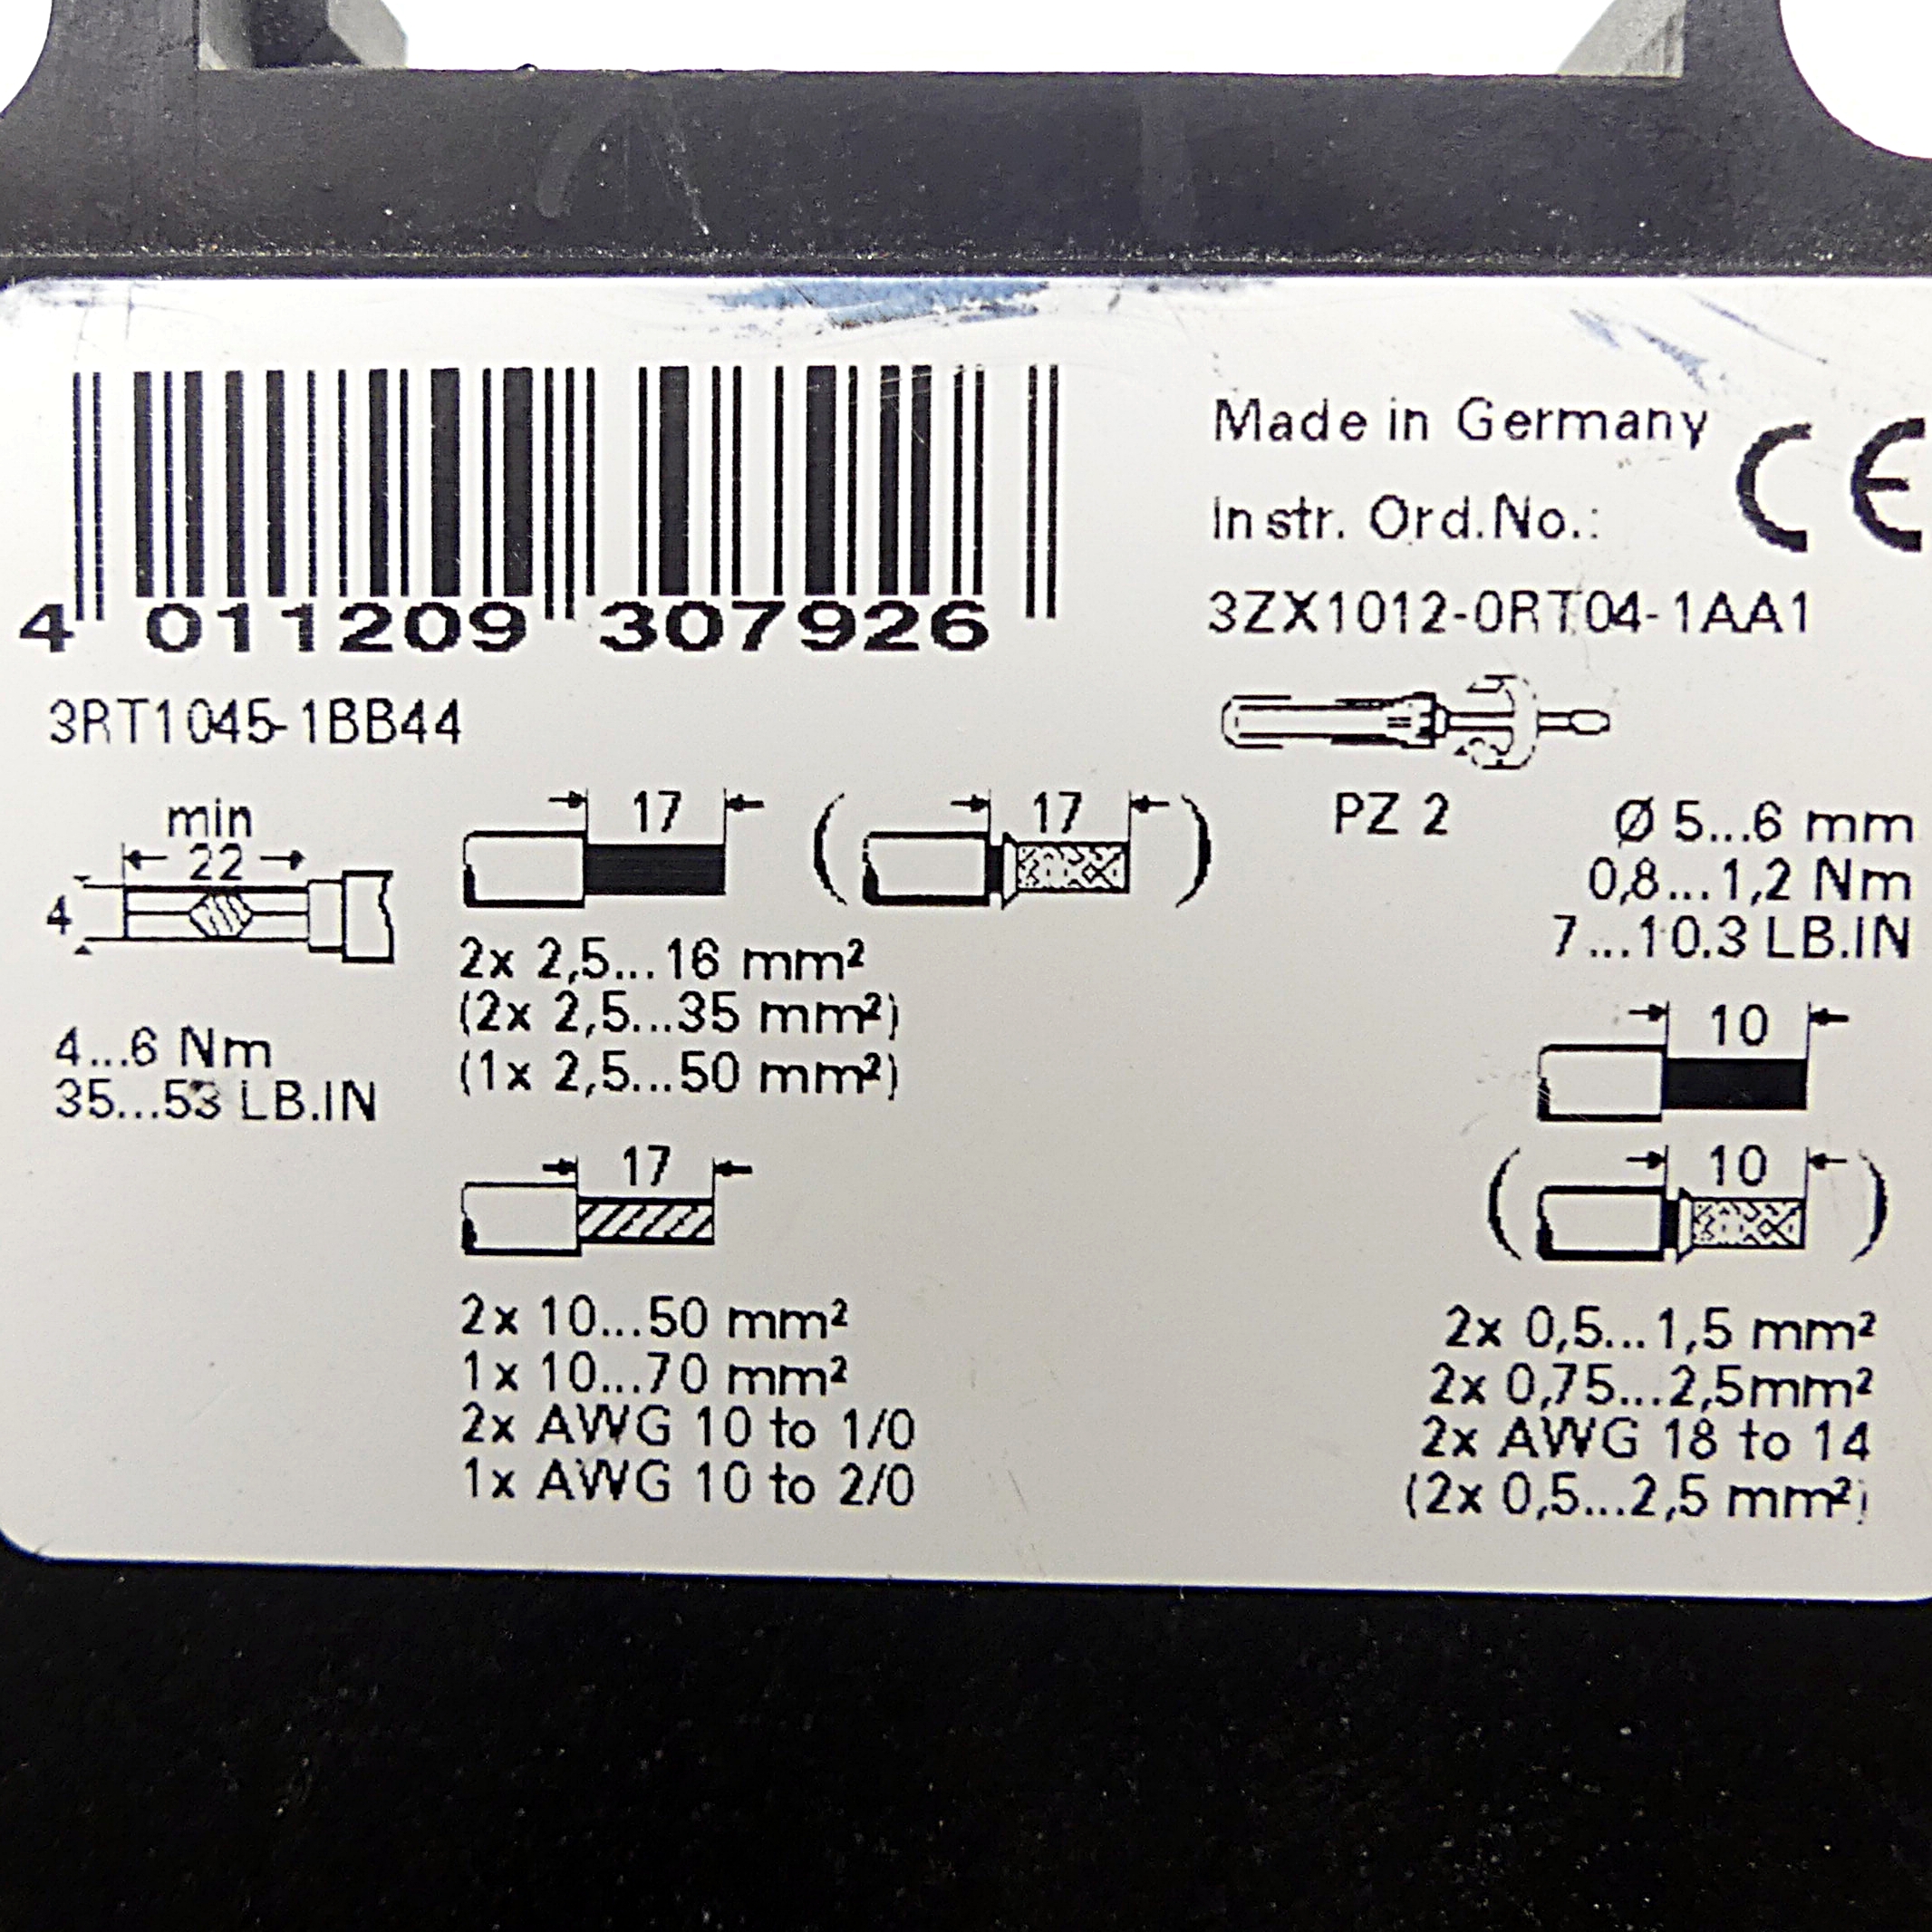 4 011209 307926
Made in Germany
CE
Instr. Ord.No.:
3ZX1012-0RT04-1AA1
3RT1045-1BB44
PZ 2
min
22
4
4...6 Nm
35...53 LB.IN
17
17
2x 2,5...16 mm²
(2x 2,5...35 mm²)
(1x 2,5...50 mm²)
17
2x 10...50 mm²
1x 10...70 mm²
2x AWG 10 to 1/0
1x AWG 10 to 2/0
Ø 5...6 mm
0,8...1,2 Nm
7...10.3 LB.IN
10
10
2x 0,5...1,5 mm²
2x 0,75...2,5mm²
2x AWG 18 to 14
(2x 0,5...2,5 mm²)